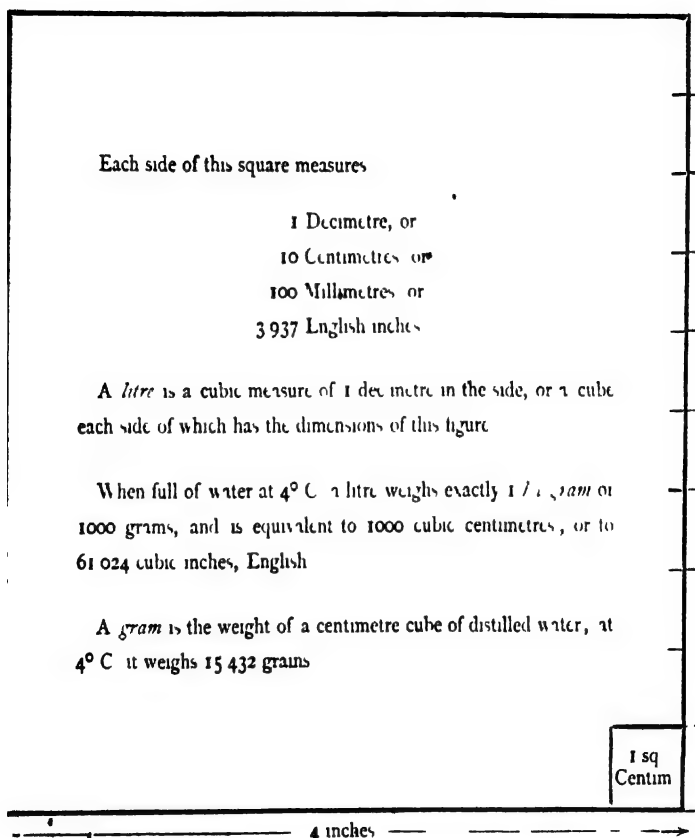 Each side of this square measures
1 Decimetre, or
10 Centimetres or
100 Millimetres or
3 937 English inches
A litre is a cubic measure of 1 decimetre in the side, or a cube
each side of which has the dimensions of this figure
When full of water at 4° C a litre weighs exactly 1 or
1000 grams, and is equivalent to 1000 cubic centimetres, or to
61 024 cubic inches, English
A gram is the weight of a centimetre cube of distilled water, at
4° C it weighs 15 432 grains
1 sq
Centim
4 inches